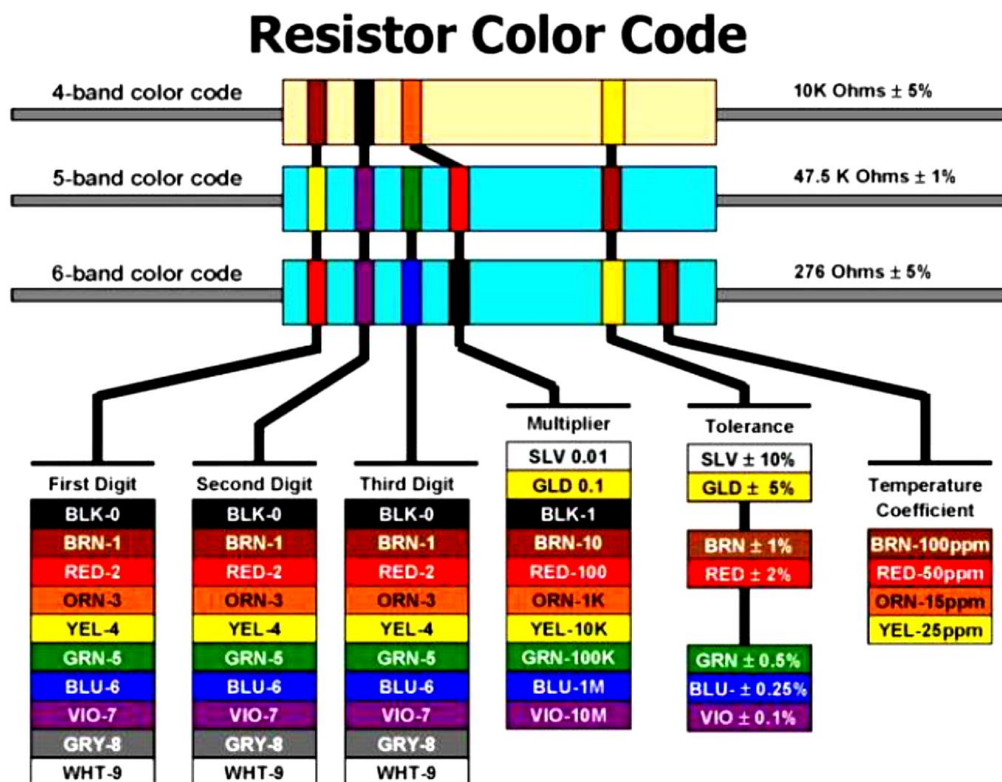 Resistor Color Code
4-band color code
10K Ohms ± 5%
5-band color code
47.5 K Ohms ± 1%
6-band color code
276 Ohms ± 5%
First Digit
BLK-0
BRN-1
RED-2
ORN-3
YEL-4
GRN-5
BLU-6
VIO-7
GRY-8
WHT-9
Second Digit
BLK-0
BRN-1
RED-2
ORN-3
YEL-4
GRN-5
BLU-6
VIO-7
GRY-8
WHT-9
Third Digit
BLK-0
BRN-1
RED-2
ORN-3
YEL-4
GRN-5
BLU-6
VIO-7
GRY-8
WHT-9
Multiplier
SLV 0.01
GLD 0.1
BLK-1
BRN-10
RED-100
ORN-1K
YEL-10K
GRN-100K
BLU-1M
VIO-10M
Tolerance
SLV ± 10%
GLD ± 5%
BRN ± 1%
RED ± 2%
GRN ± 0.5%
BLU- ± 0.25%
VIO ± 0.1%
Temperature
Coefficient
BRN-100ppm
RED-50ppm
ORN-15ppm
YEL-25ppm